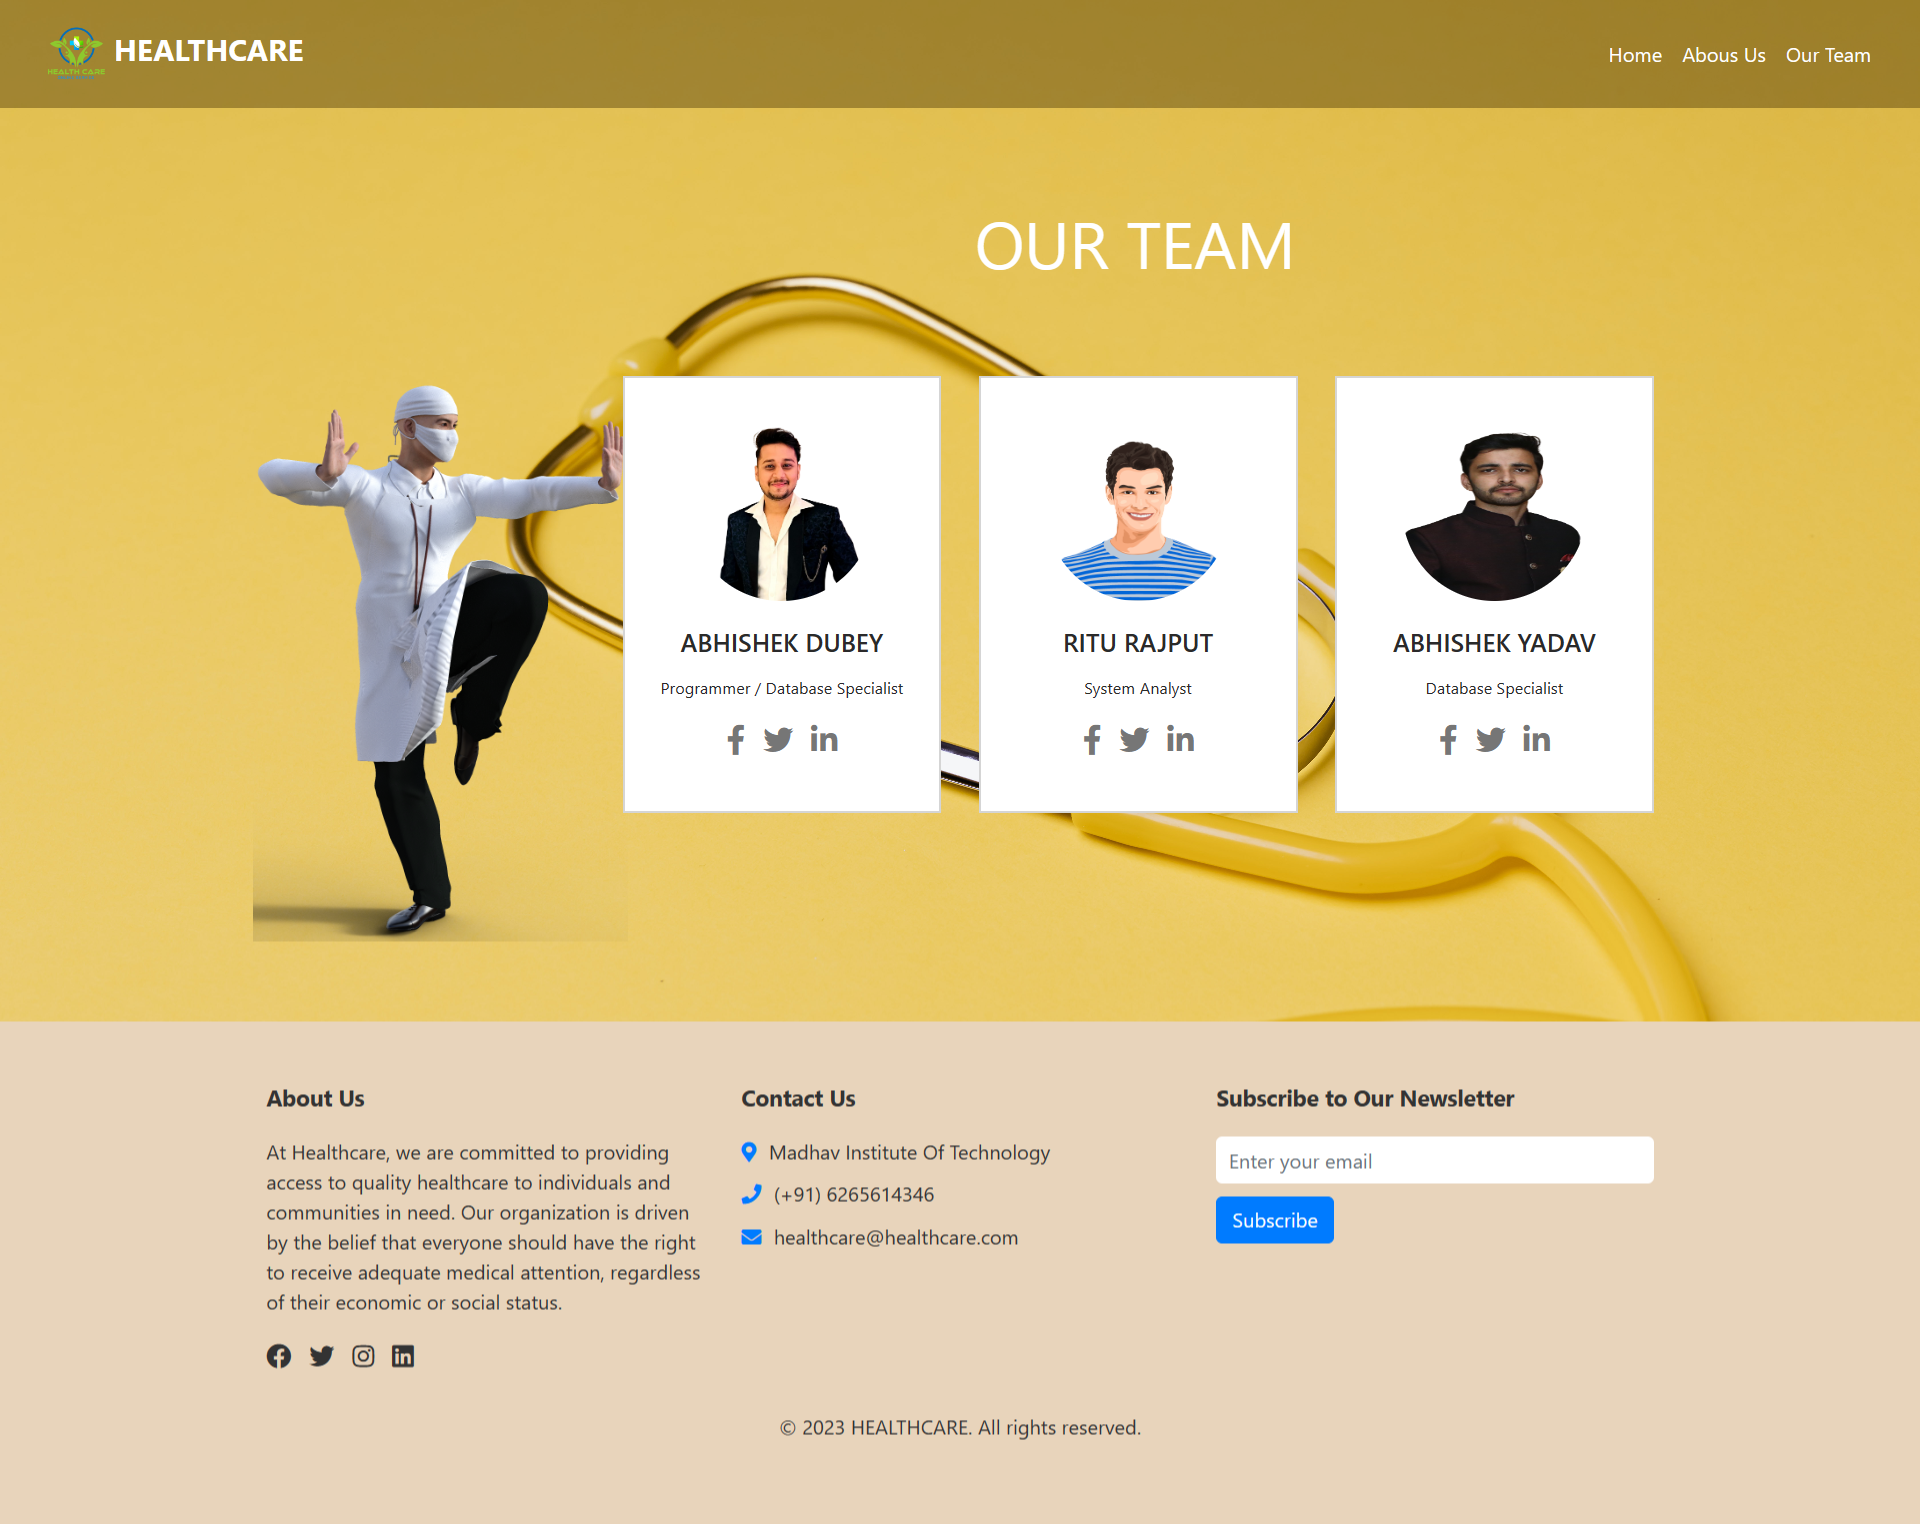 HEALTH CARE
HEALTHCARE
Home Abous Us Our Team
OUR TEAM
ABHISHEK DUBEY
Programmer / Database Specialist
RITU RAJPUT
System Analyst
ABHISHEK YADAV
Database Specialist
About Us
At Healthcare, we are committed to providing
access to quality healthcare to individuals and
communities in need. Our organization is driven
by the belief that everyone should have the right
to receive adequate medical attention, regardless
of their economic or social status.
Contact Us
Madhav Institute Of Technology
(+91) 6265614346
healthcare@healthcare.com
Subscribe to Our Newsletter
Enter your email
Subscribe
© 2023 HEALTHCARE. All rights reserved.